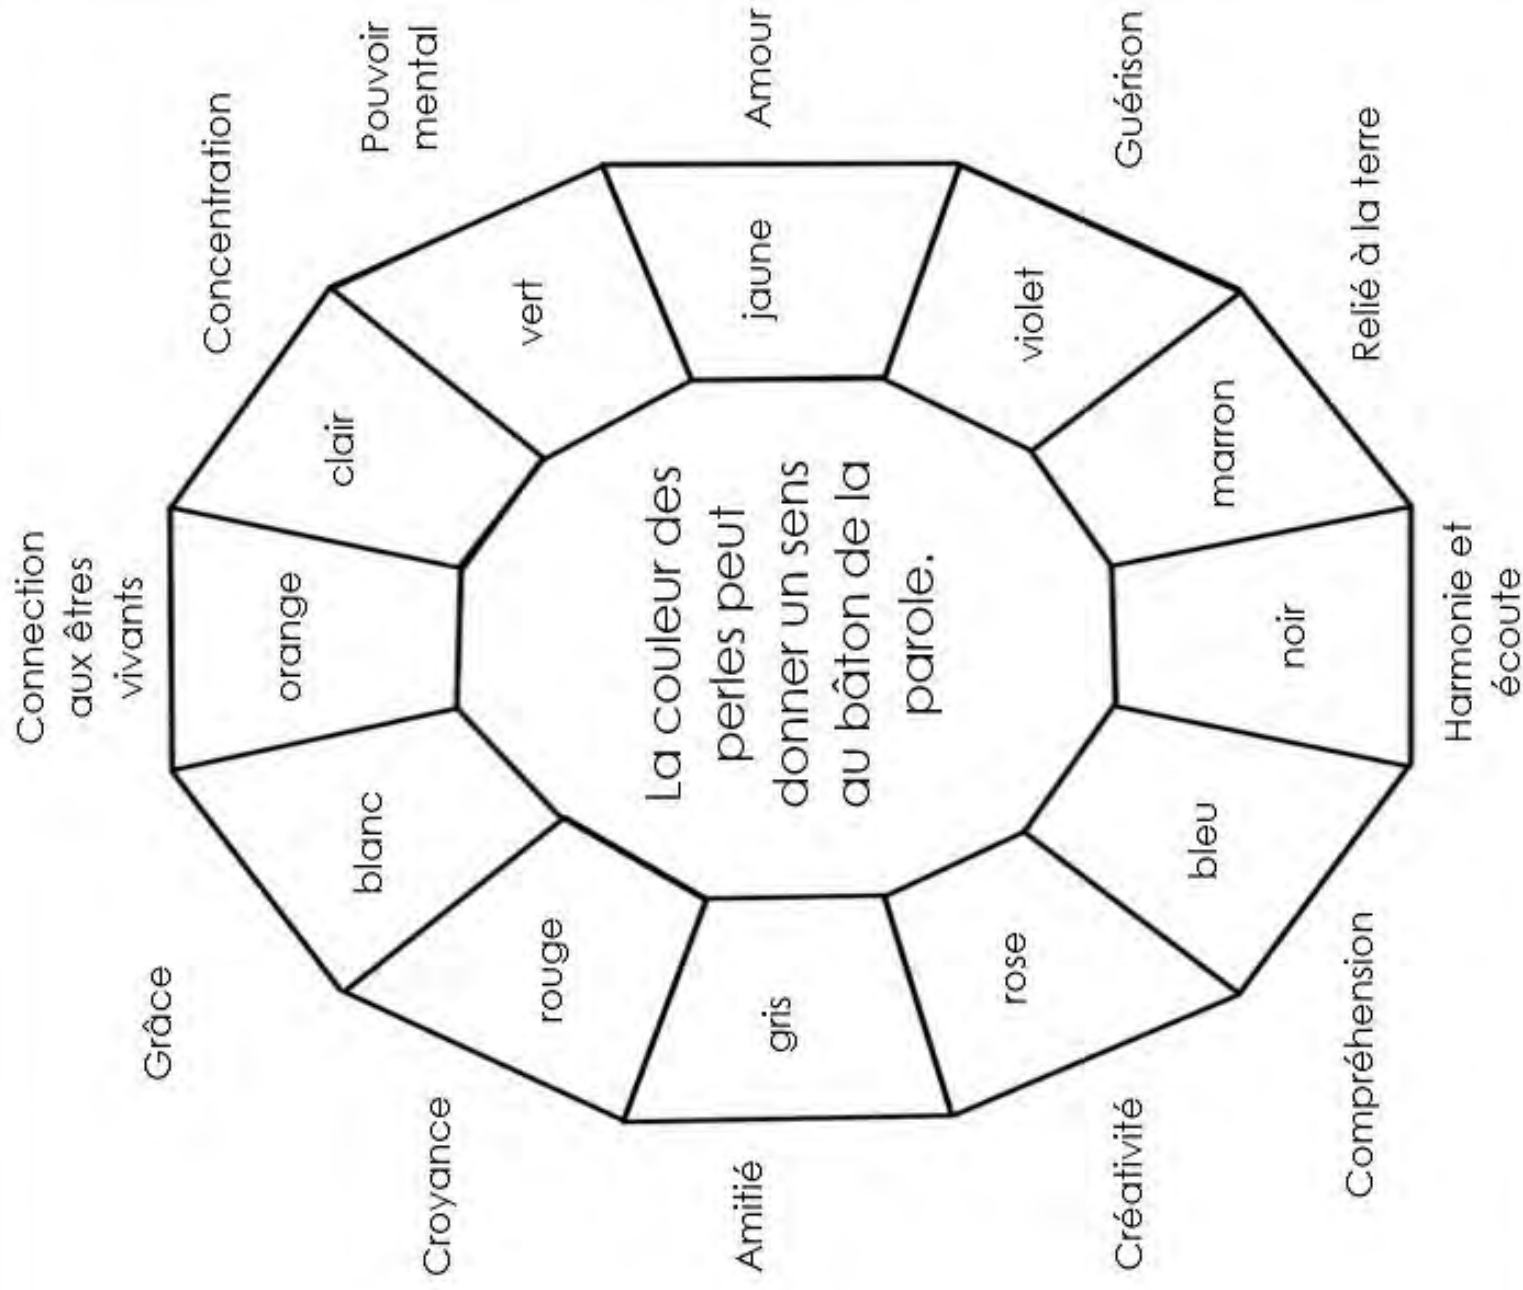 La couleur des
perles peut
donner un sens
au bâton de la
parole.
jaune
Amour
violet
Guérison
marron
Relié à la terre
noir
Harmonie et
écoute
bleu
Compréhension
rose
Créativité
gris
Amitié
rouge
Croyance
blanc
Grâce
orange
Connection
aux êtres
vivants
clair
Concentration
vert
Pouvoir
mental